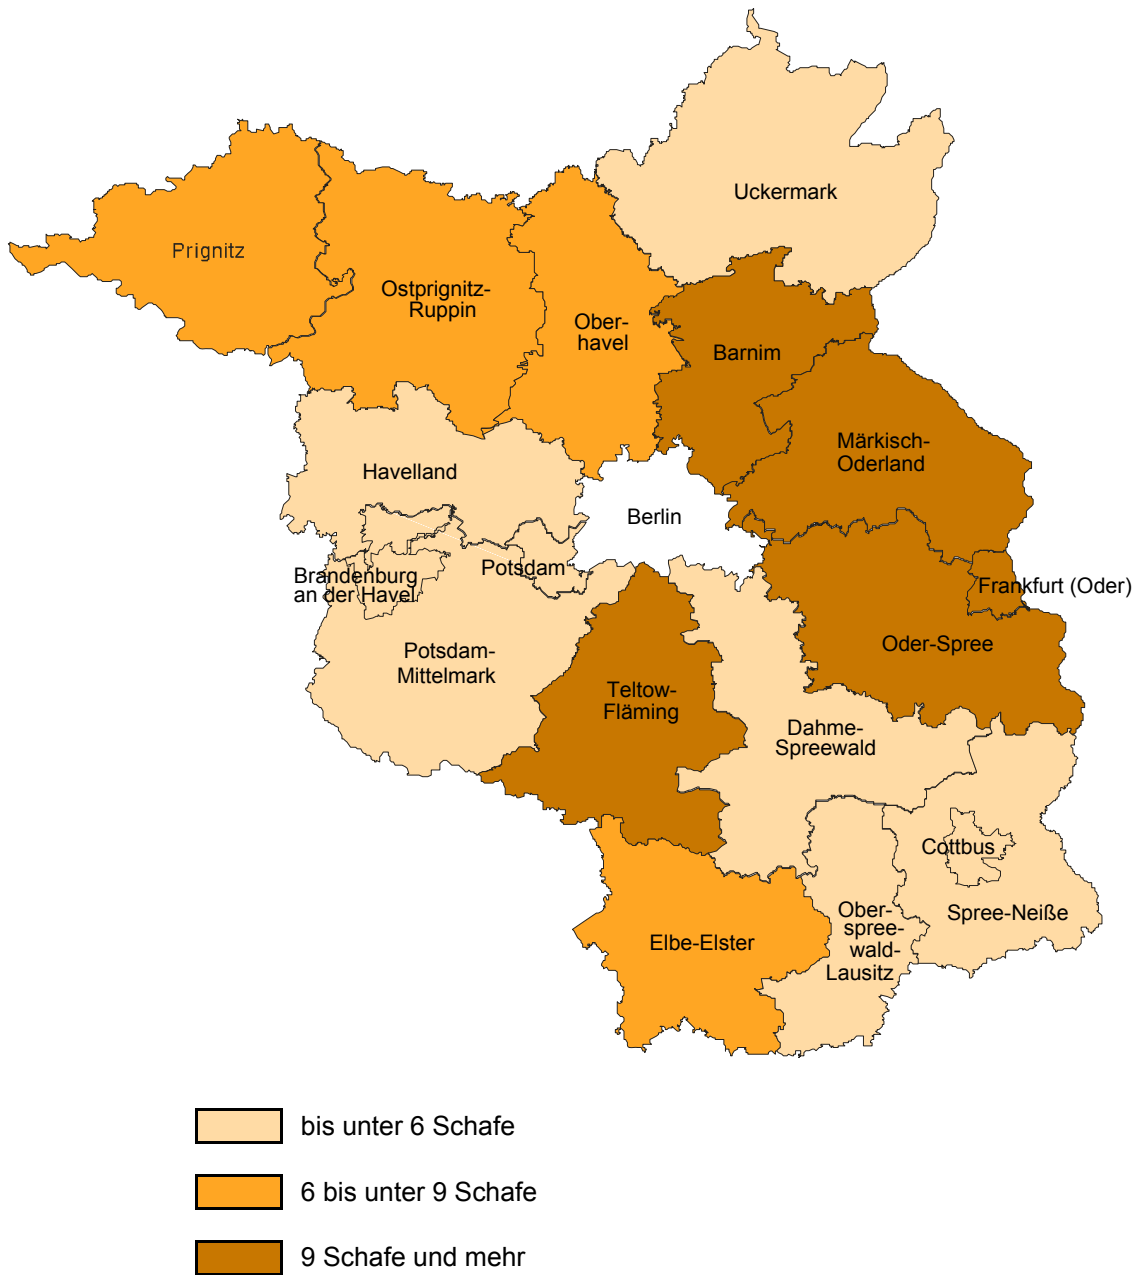 Uckermark
Prignitz
Ostprignitz-
Ruppin
Ober-
havel
Barnim
Märkisch-
Oderland
Havelland
Berlin
Potsdam
Brandenburg
an der Havel
Frankfurt (Oder)
Oder-Spree
Potsdam-
Mittelmark
Teltow-
Fläming
Dahme-
Spreewald
Cottbus
Spree-Neiße
Ober-
spree-
wald-
Lausitz
Elbe-Elster
bis unter 6 Schafe
6 bis unter 9 Schafe
9 Schafe und mehr